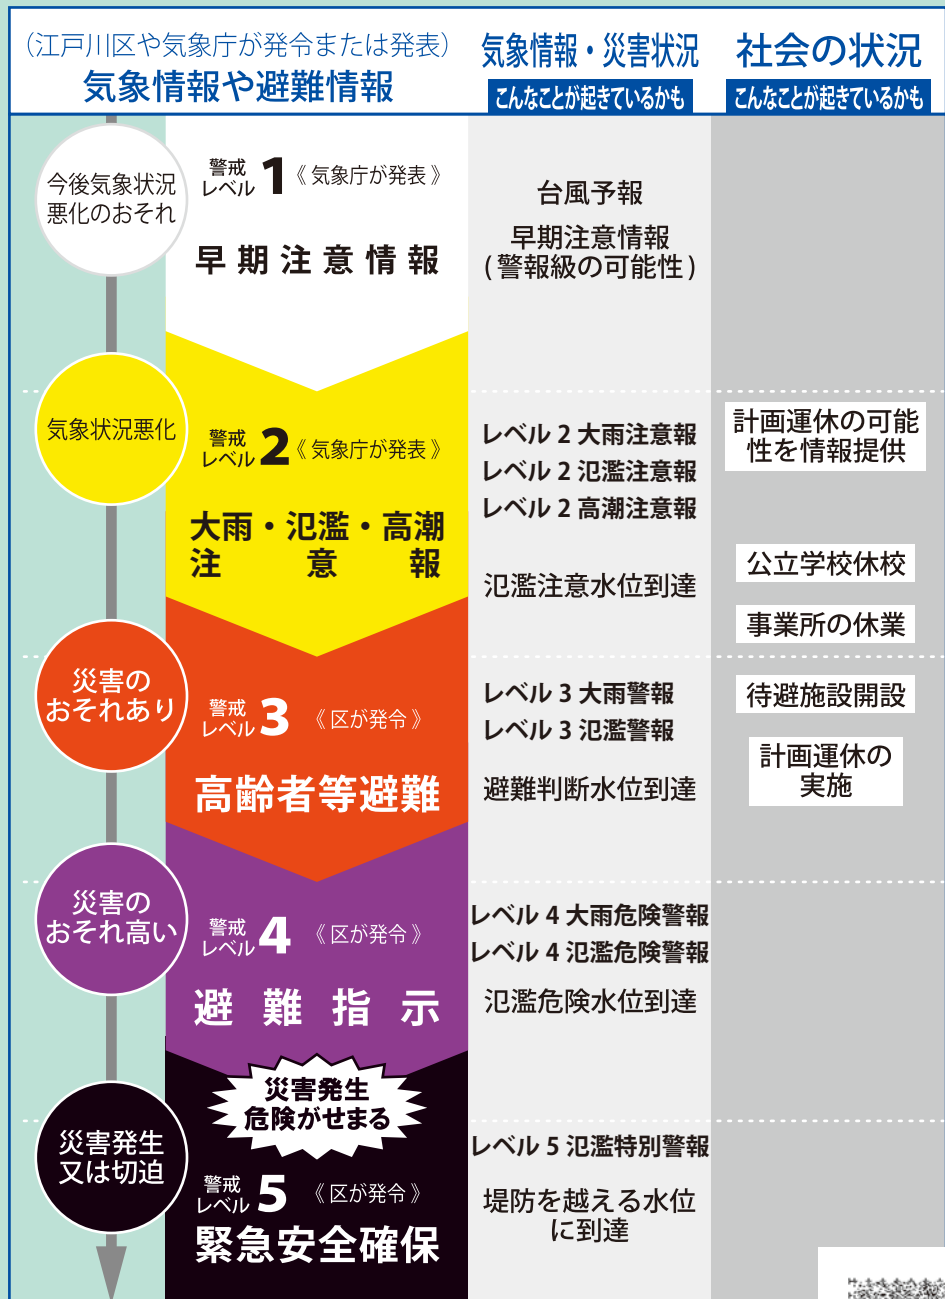 （江戸川区や気象庁が発令または発表）
気象情報や避難情報
気象情報・災害状況
こんなことが起きているかも
社会の状況
こんなことが起きているかも
今後気象状況
悪化のおそれ
警戒
レベル 1 《 気象庁が発表 》
早期注意情報
台風予報
早期注意情報
(警報級の可能性)
気象状況悪化
警戒
レベル 2 《 気象庁が発表 》
大雨・氾濫・高潮
注意報
レベル 2 大雨注意報
レベル 2 氾濫注意報
レベル 2 高潮注意報
氾濫注意水位到達
計画運休の可能
性を情報提供
公立学校休校
事業所の休業
災害の
おそれあり
警戒
レベル 3 《 区が発令 》
高齢者等避難
レベル 3 大雨警報
レベル 3 氾濫警報
避難判断水位到達
待避施設開設
計画運休の
実施
災害の
おそれ高い
警戒
レベル 4 《 区が発令 》
避難指示
レベル 4 大雨危険警報
レベル 4 氾濫危険警報
氾濫危険水位到達
災害発生
危険がせまる
災害発生
又は切迫
警戒
レベル 5 《 区が発令 》
緊急安全確保
レベル 5 氾濫特別警報
堤防を越える水位
に到達